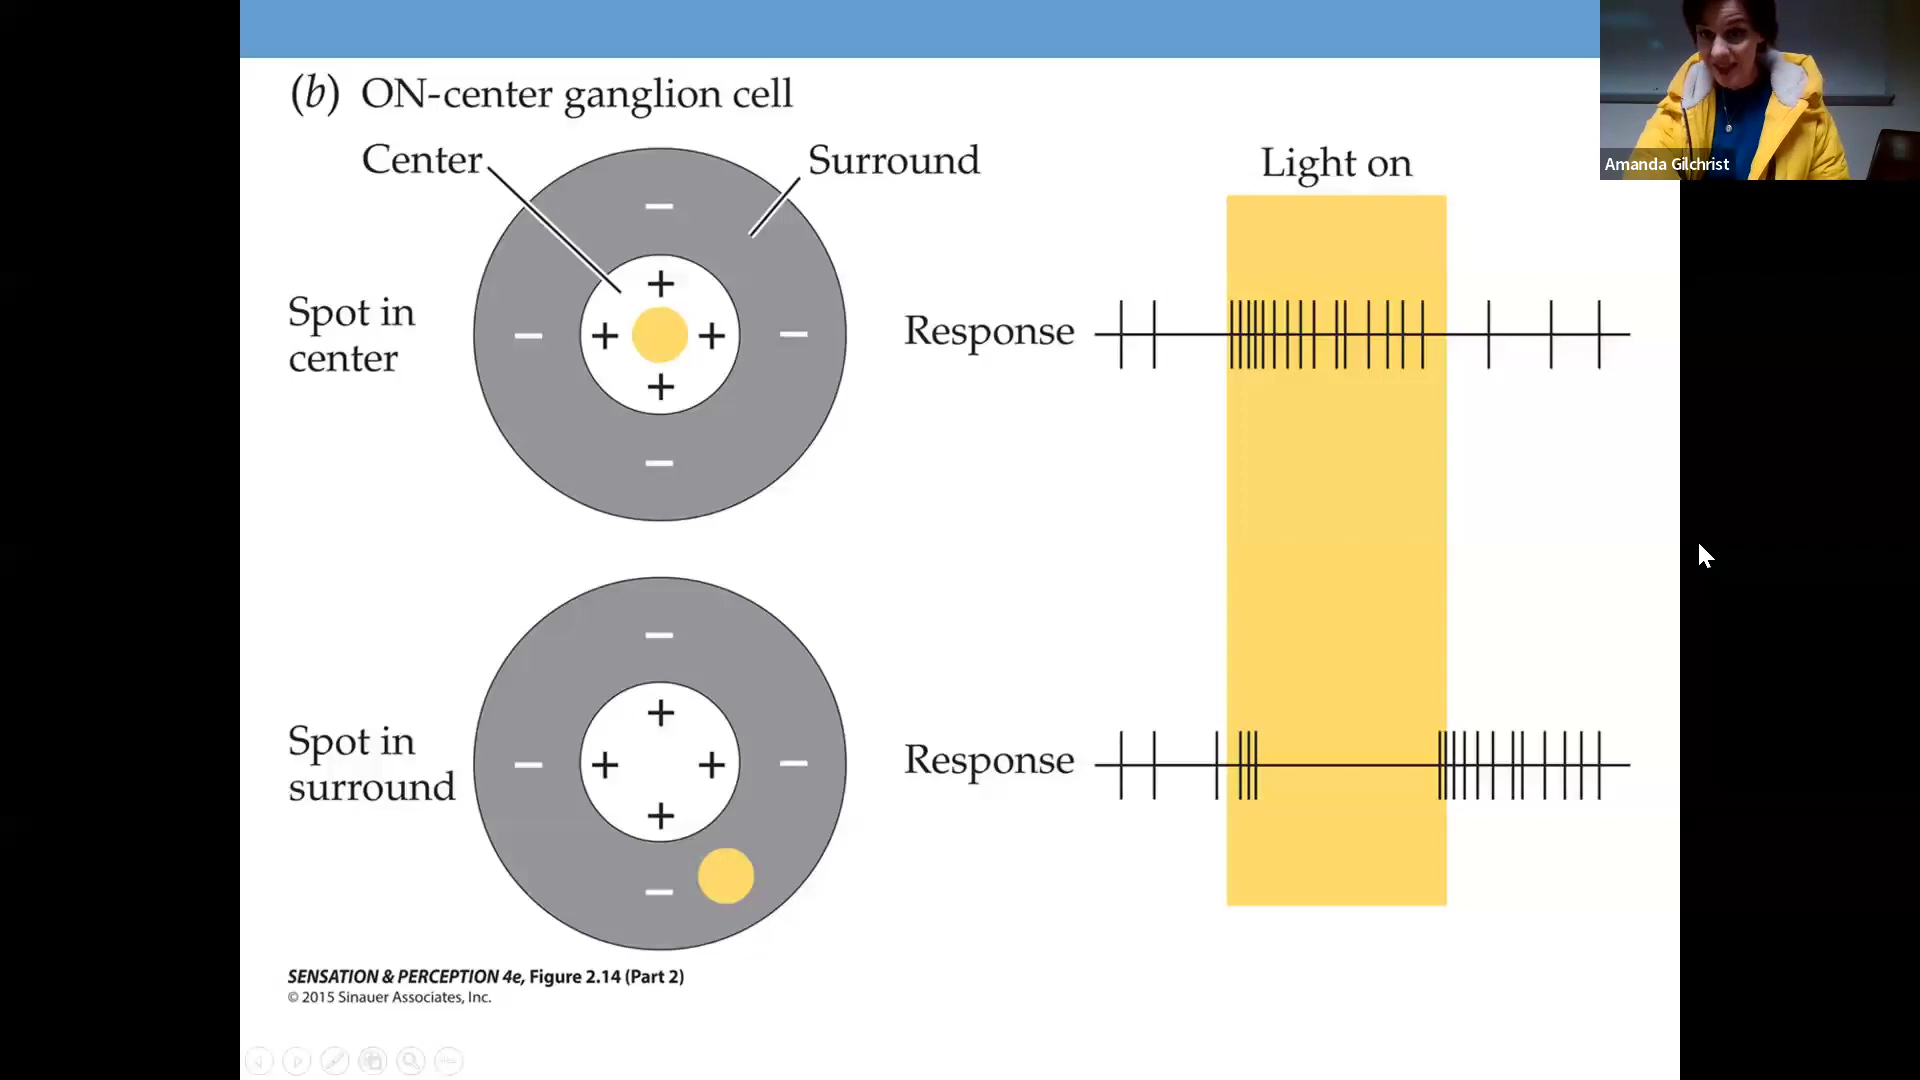 (b) ON-center ganglion cell
Center
Surround
Light on
Amanda Gilchrist
Spot in
center
Response
Spot in
surround
Response
SENSATION & PERCEPTION 4e, Figure 2.14 (Part 2)
© 2015 Sinauer Associates, Inc.